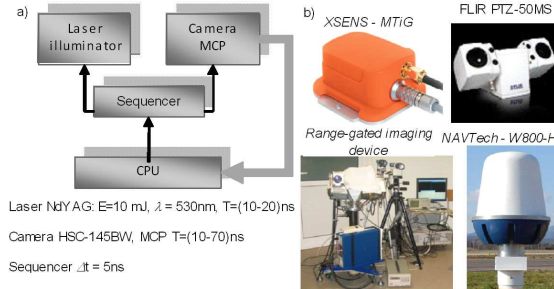 a)
Laser
illuminator
Camera
MCP
Sequencer
CPU
Laser NdYAG: E=10 mJ, λ = 530nm, T=(10-20)ns
Camera HSC-145BW, MCP T=(10-70)ns
Sequencer Δt = 5ns
b)
XSENS - MTiG
FLIR PTZ-50MS
Range-gated imaging
device
NAVTech - W800-H